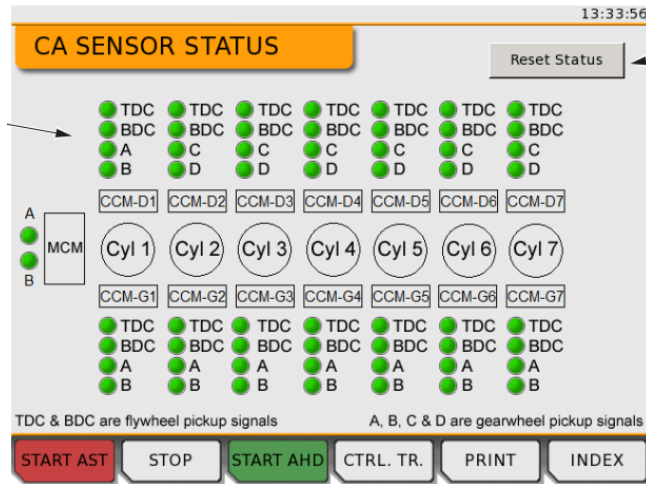 13:33:56
CA SENSOR STATUS
Reset Status
TDC TDC TDC TDC TDC TDC TDC
BDC BDC BDC BDC BDC BDC BDC
A C C C C C C
B D D D D D D
CCM-D1 CCM-D2 CCM-D3 CCM-D4 CCM-D5 CCM-D6 CCM-D7
A
MCM Cyl 1 Cyl 2 Cyl 3 Cyl 4 Cyl 5 Cyl 6 Cyl 7
B
CCM-G1 CCM-G2 CCM-G3 CCM-G4 CCM-G5 CCM-G6 CCM-G7
TDC TDC TDC TDC TDC TDC TDC
BDC BDC BDC BDC BDC BDC BDC
A A A A A A A
B B B B B B B
TDC & BDC are flywheel pickup signals A, B, C & D are gearwheel pickup signals
START AST STOP START AHD CTRL. TR. PRINT INDEX